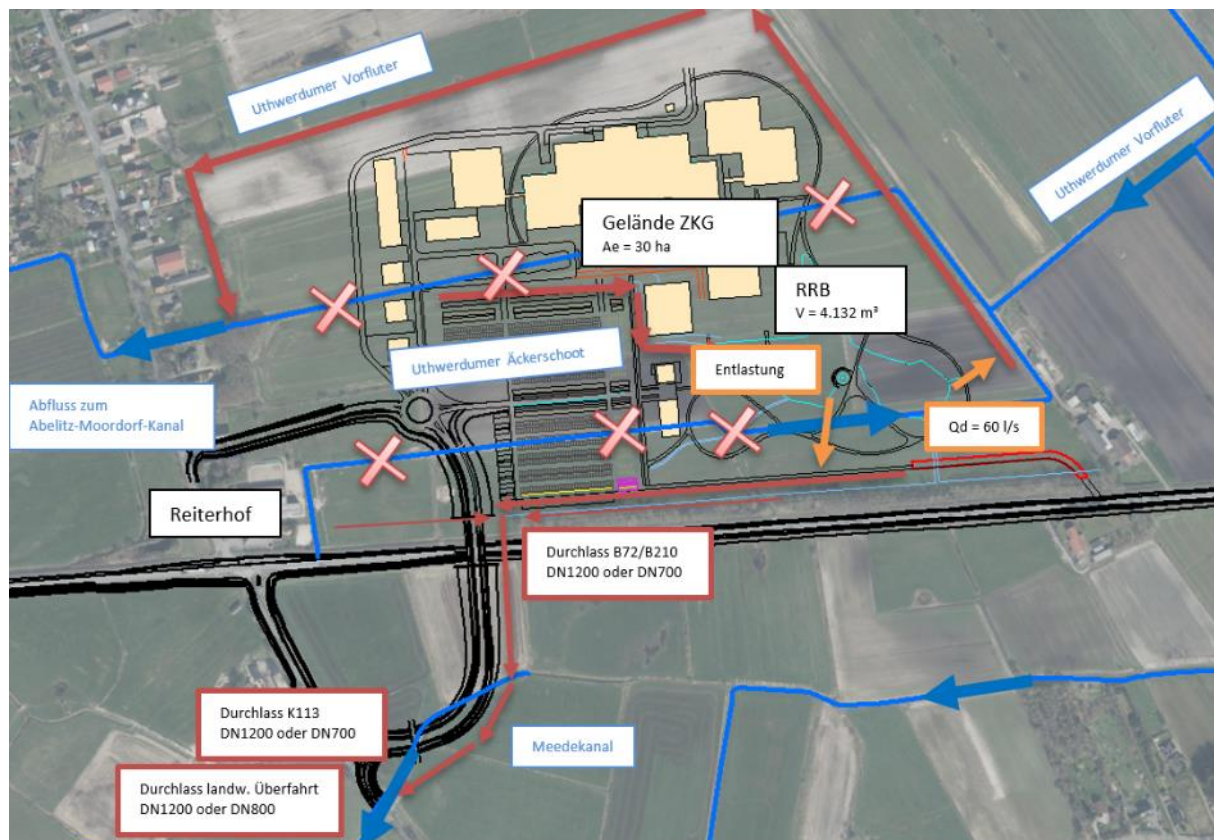 Uthwerdumer Vorfluter
Uthwerdumer Vorfluter
Gelände ZKG
Ae = 30 ha
RRB
V = 4.132 m³
Uthwerdumer Äckerschoot
Entlastung
Abfluss zum
Abelitz-Moordorf-Kanal
Qd = 60 l/s
Reiterhof
Durchlass B72/B210
DN1200 oder DN700
Durchlass K113
DN1200 oder DN700
Meedekanal
Durchlass landw. Überfahrt
DN1200 oder DN800